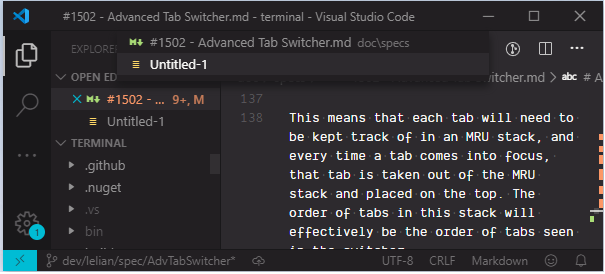 #1502 - Advanced Tab Switcher.md - terminal - Visual Studio Code
EXPLORER
#1502 - Advanced Tab Switcher.md doc\specs
Untitled-1
OPEN ED
witcher.md > abc # A
#1502 - ... 9+, M
Untitled-1
TERMINAL
.github
.nuget
.vs
bin
137
138
This means that each tab will need to
be kept track of in an MRU stack, and
every time a tab comes into focus,
that tab is taken out of the MRU
stack and placed on the top. The
order of tabs in this stack will
effectively be the order of tabs seen
in the switcher.
1
dev/lelian/spec/AdvTabSwitcher*
UTF-8
CRLF
Markdown